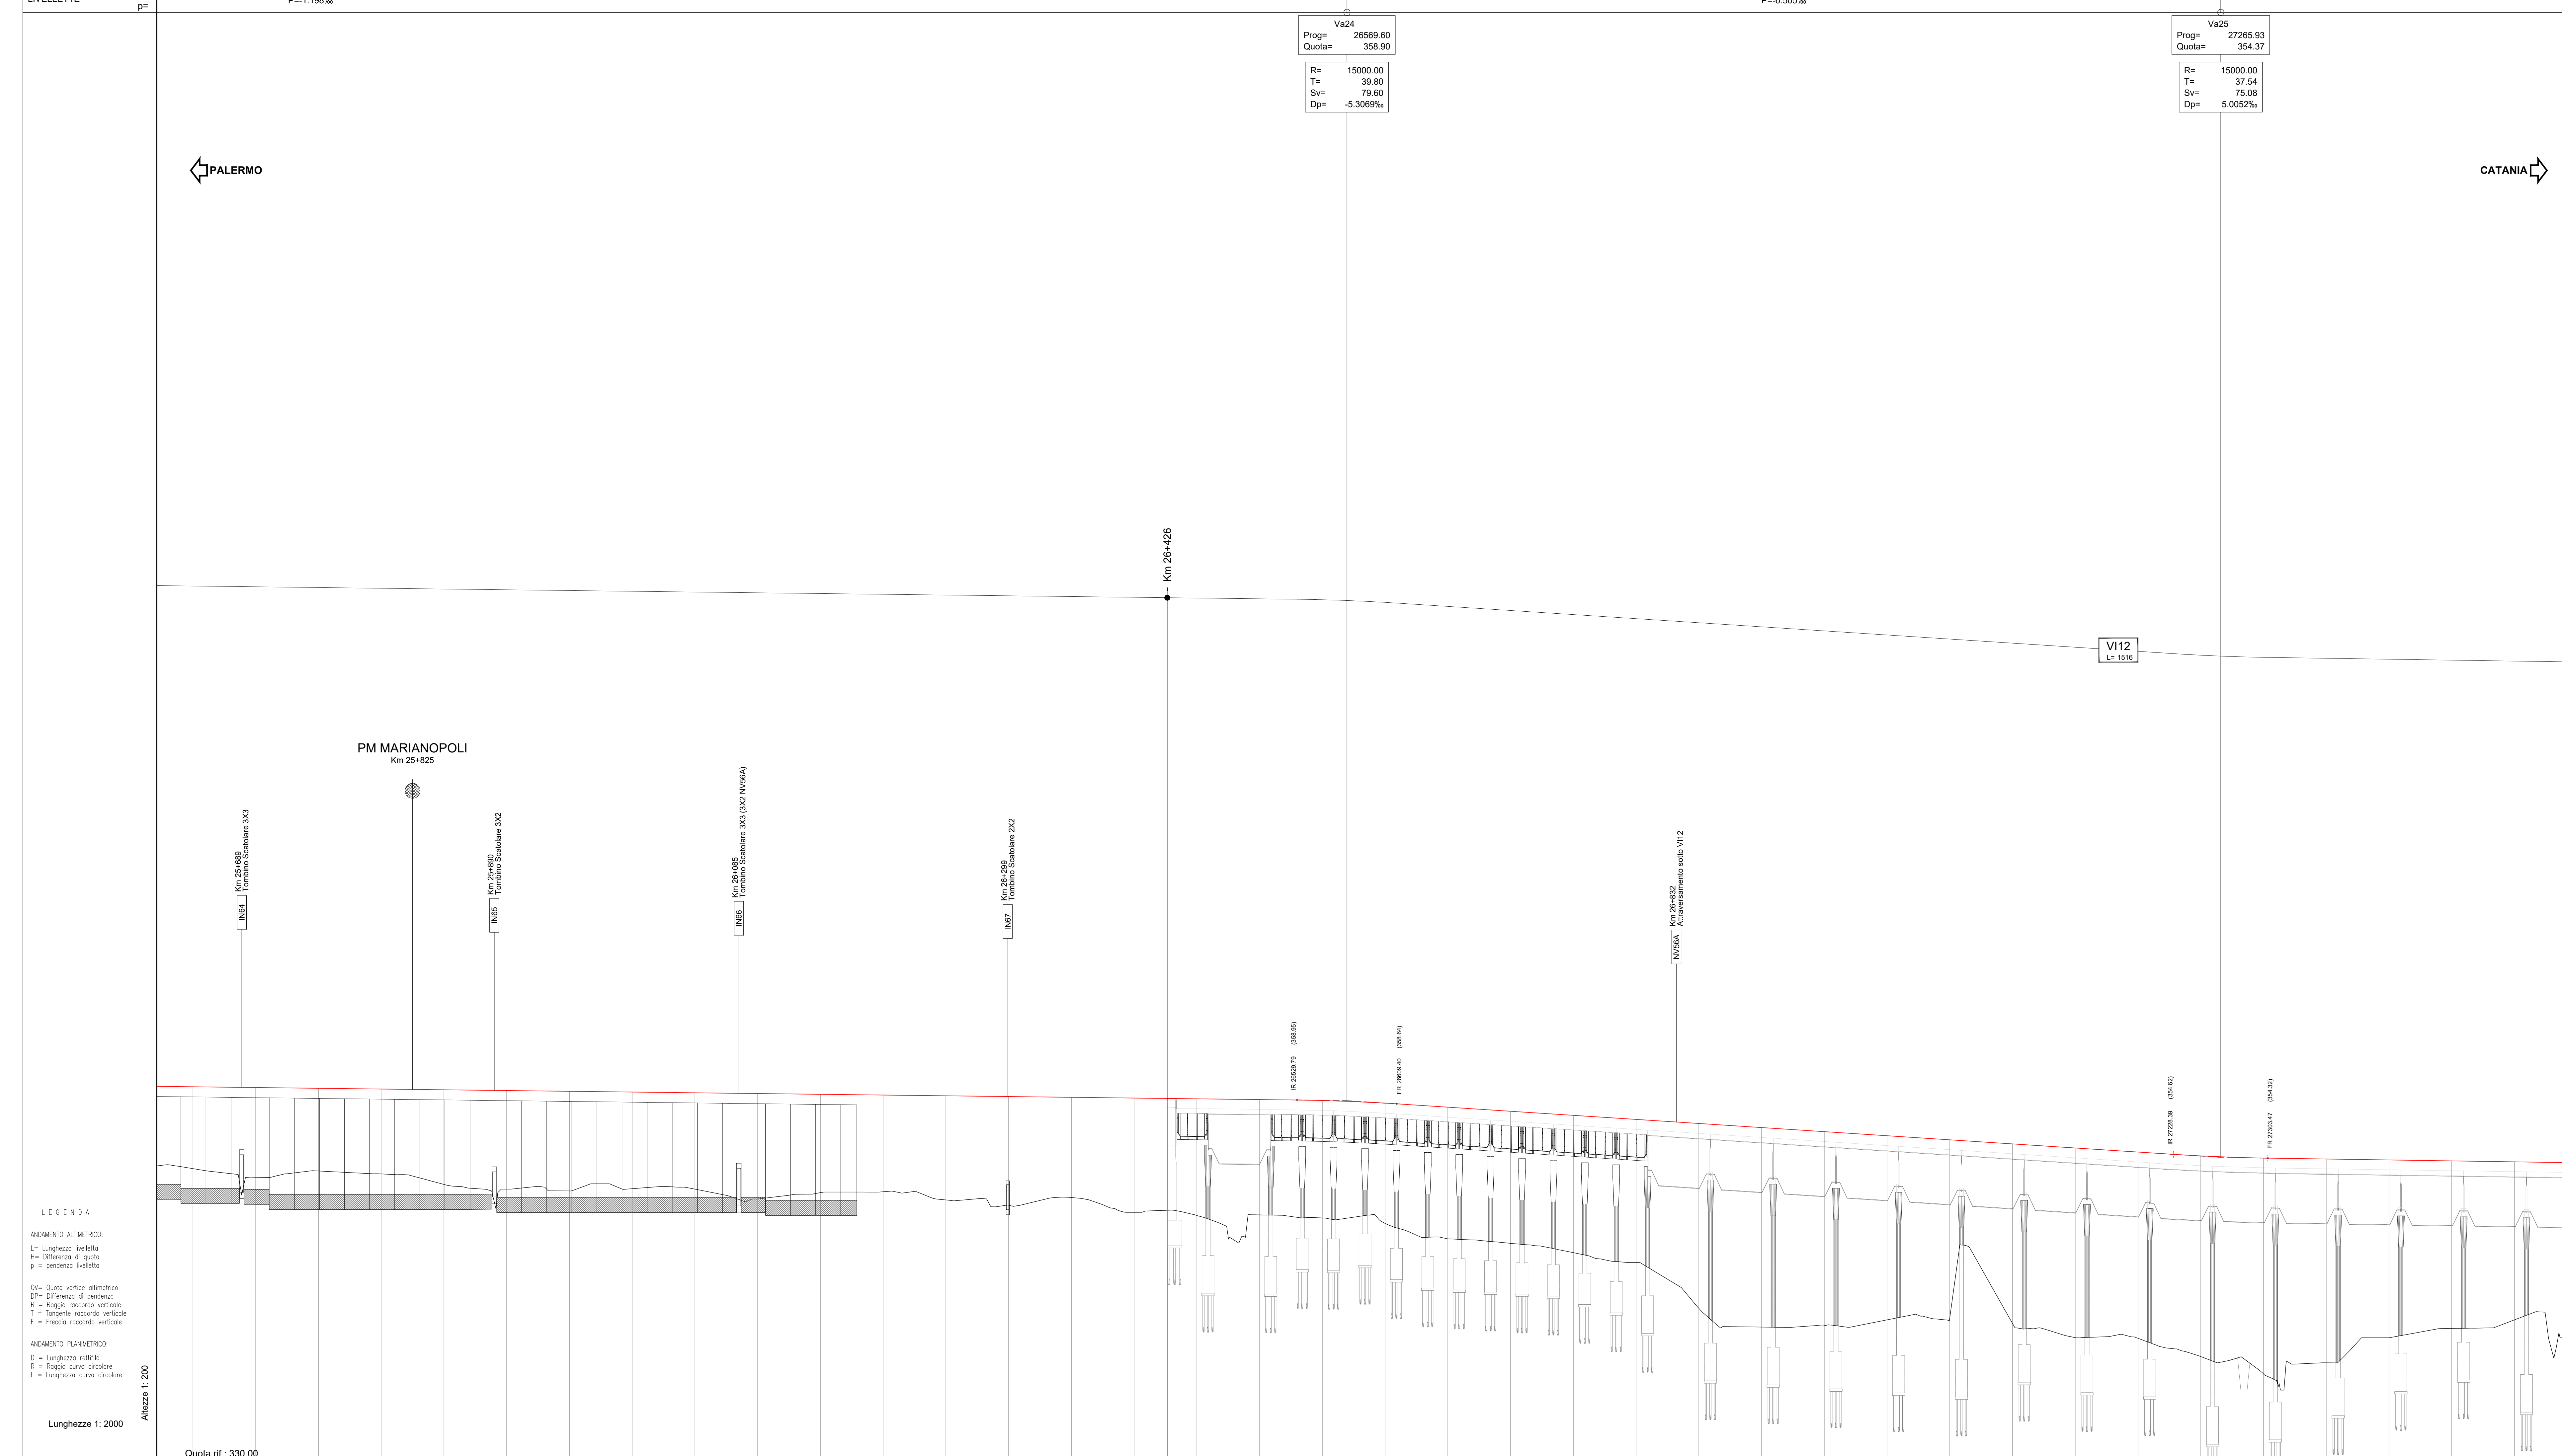 p=
Va24
Prog= 26569.60
Quota= 358.90
R= 15000.00
T= 39.80
Sv= 79.60
Dp= -5.3069‰
Va25
Prog= 27265.93
Quota= 354.37
R= 15000.00
T= 37.54
Sv= 75.08
Dp= 5.0052‰
PALERMO
CATANIA
Km 26+426
VI12
L= 1516
PM MARIANOPOLI
Km 25+825
IN64
Km 25+689
Tombino Scatolare 3X3
IN65
Km 25+890
Tombino Scatolare 3X2
IN66
Km 26+085
Tombino Scatolare 3X3 (3X2 NV56A)
IN67
Km 26+299
Tombino Scatolare 2X2
NV56A
Km 26+832
Attraversamento sotto VI12
IR 26529.79 (358.95)
FR 26609.40 (358.64)
IR 27228.39 (354.62)
FR 27303.47 (354.32)
LEGENDA
ANDAMENTO ALTIMETRICO:
L= Lunghezza livelletta
H= Differenza di quota
p = pendenza livelletta
QV= Quota vertice altimetrico
DP= Differenza di pendenza
R = Raggio raccordo verticale
T = Tangente raccordo verticale
F = Freccia raccordo verticale
ANDAMENTO PLANIMETRICO:
D = Lunghezza rettifilo
R = Raggio curva circolare
L = Lunghezza curva circolare
Altezze 1: 200
Lunghezze 1: 2000
Quota rif.: 330.00